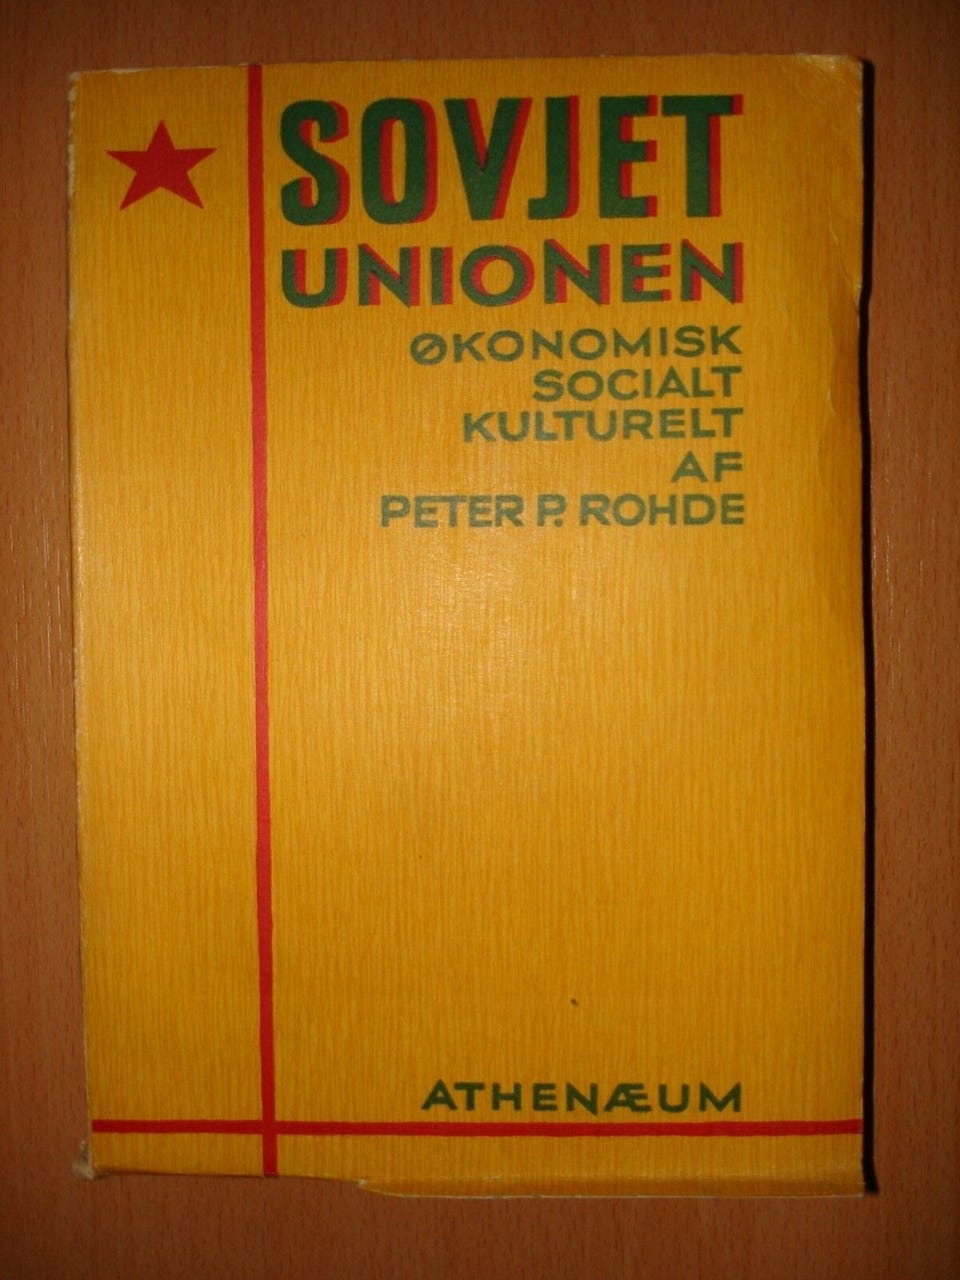 SOVJET
UNIONEN
ØKONOMISK
SOCIALT
KULTURELT
AF
PETER P. ROHDE
ATHENÆUM